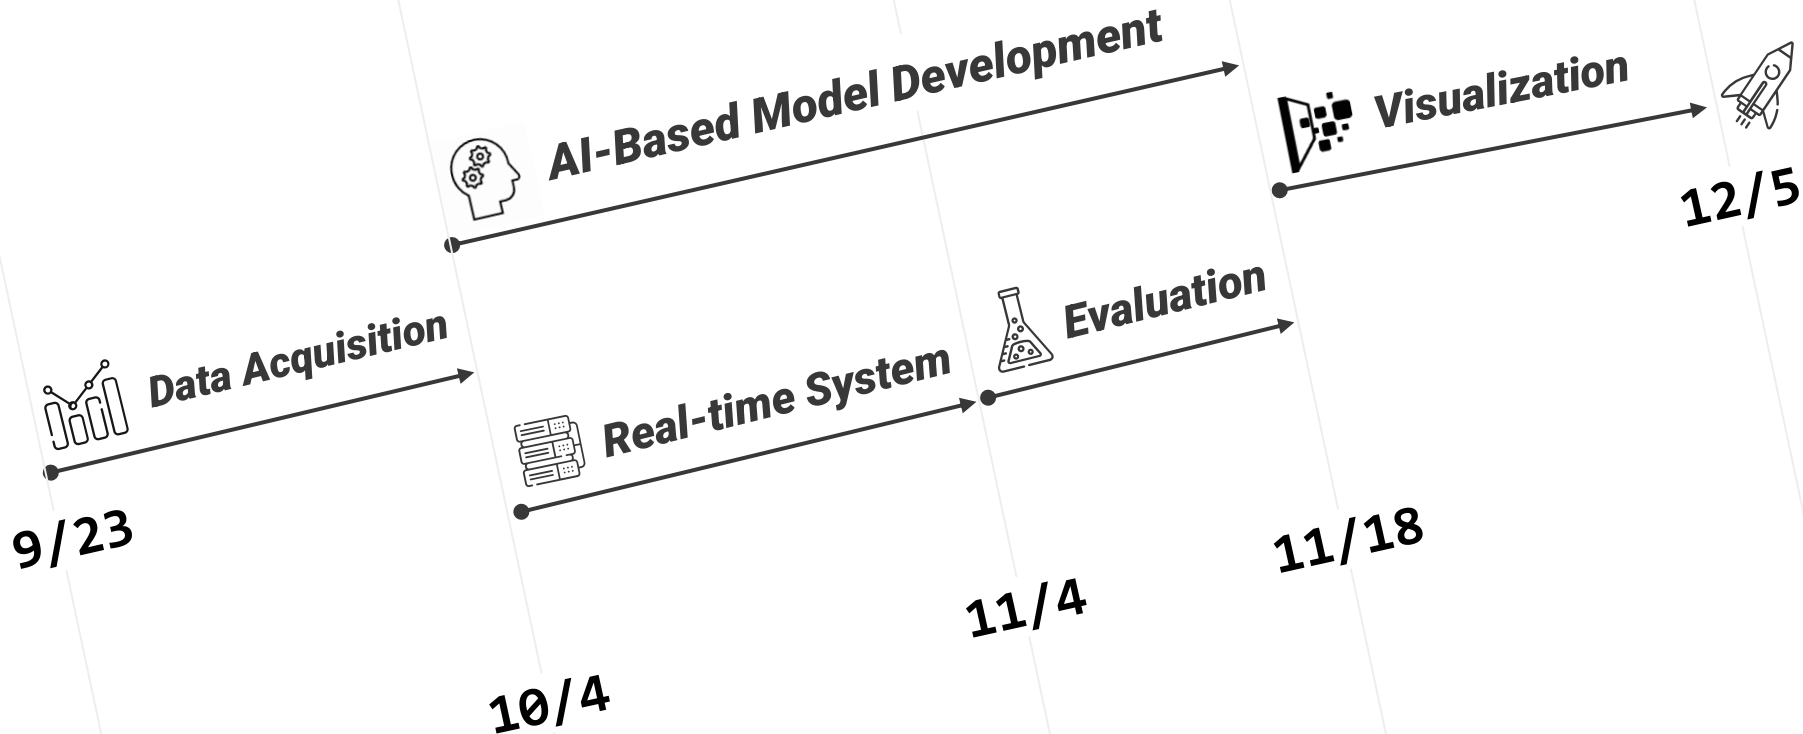 AI-Based Model Development
Visualization
12/5
Data Acquisition
Real-time System
Evaluation
9/23
10/4
11/4
11/18